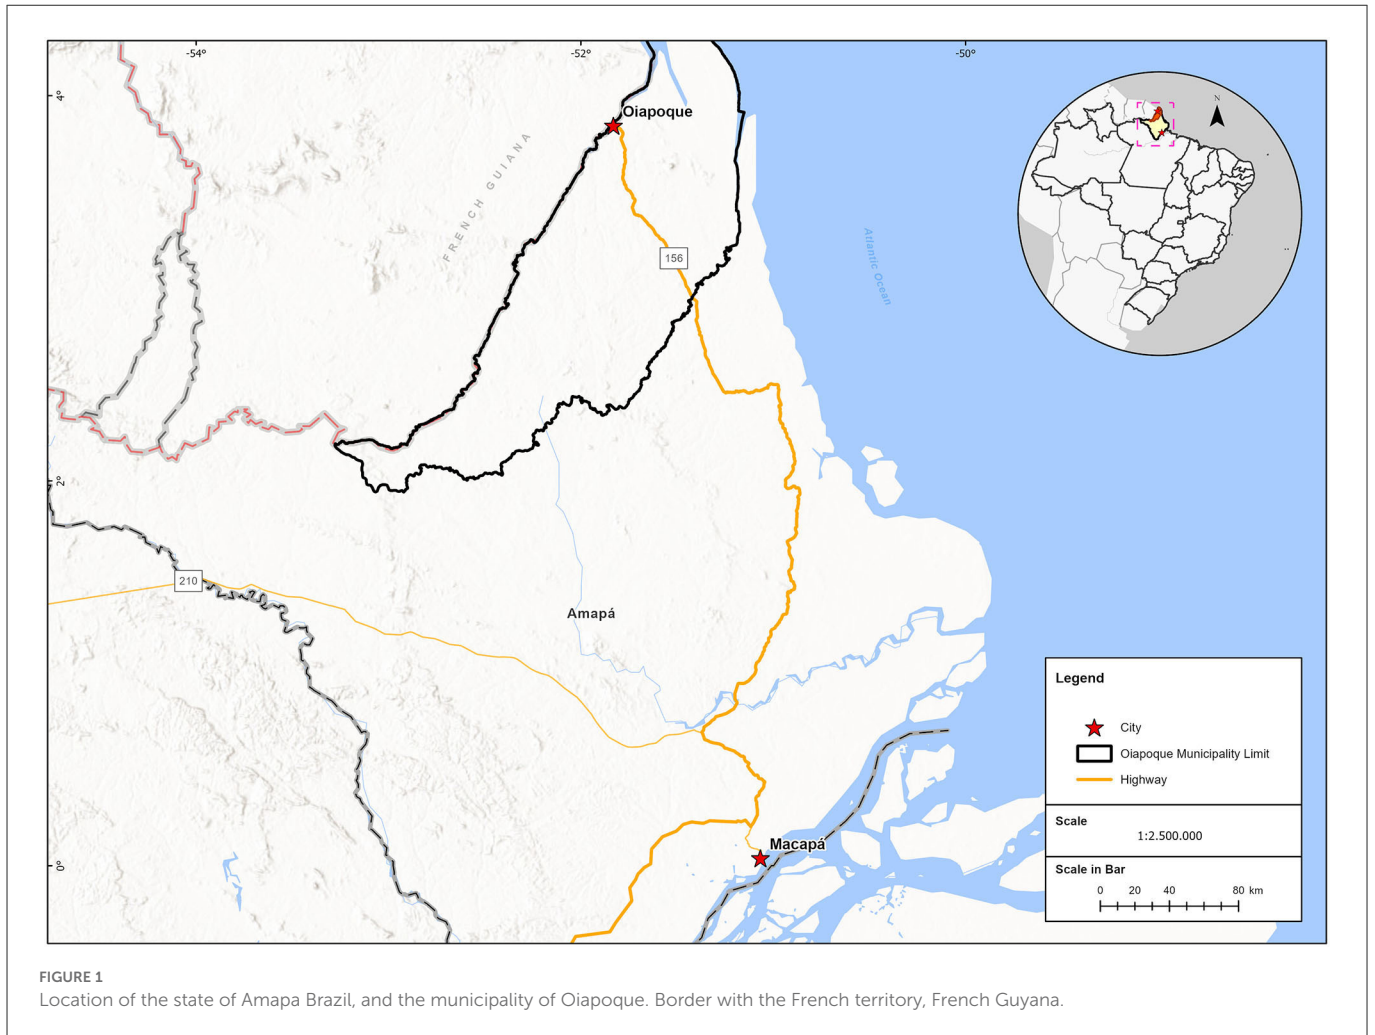 -54°
-52°
-50°
4°
2°
0°
Oiapoque
FRENCH GUIANA
156
Atlantic Ocean
N
210
Amapá
Macapá
Legend
City
Oiapoque Municipality Limit
Highway
Scale
1:2.500.000
Scale in Bar
0 20 40 80 km
FIGURE 1
Location of the state of Amapa Brazil, and the municipality of Oiapoque. Border with the French territory, French Guyana.